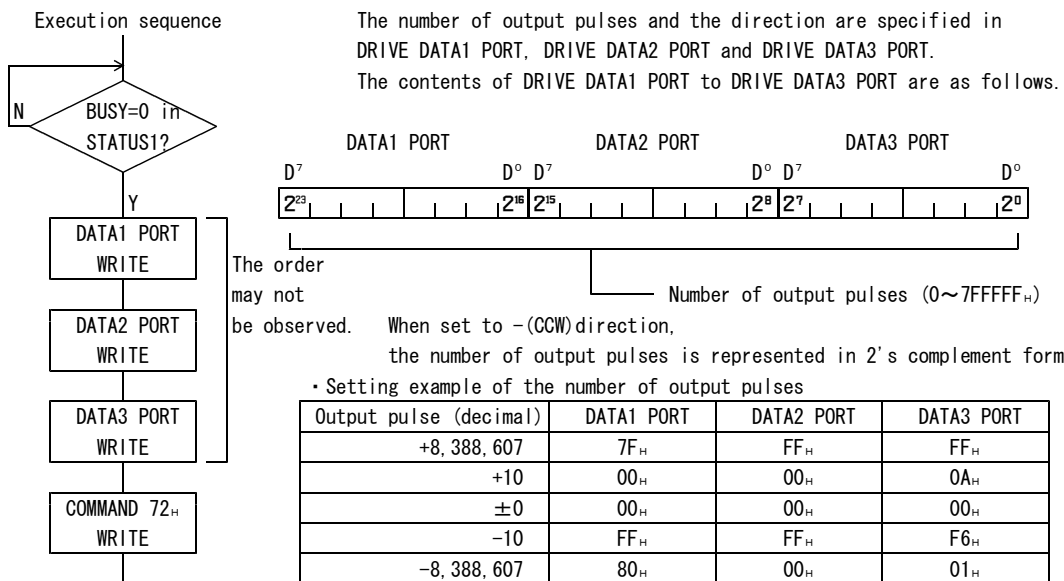 Execution sequence
BUSY=0 in
STATUS1?
N
Y
DATA1 PORT
WRITE
DATA2 PORT
WRITE
DATA3 PORT
WRITE
COMMAND 72H
WRITE
The order
may not
be observed.
The number of output pulses and the direction are specified in
DRIVE DATA1 PORT, DRIVE DATA2 PORT and DRIVE DATA3 PORT.
The contents of DRIVE DATA1 PORT to DRIVE DATA3 PORT are as follows.
DATA1 PORT DATA2 PORT DATA3 PORT
D⁷ D⁰ D⁷ D⁰ D⁷ D⁰
2²³ 2¹⁶ 2¹⁵ 2⁸ 2⁷ 2⁰
Number of output pulses (0～7FFFFFH)
When set to -(CCW)direction,
the number of output pulses is represented in 2's complement form
・Setting example of the number of output pulses
Output pulse (decimal) DATA1 PORT DATA2 PORT DATA3 PORT
+8,388,607 7FH FFH FFH
+10 00H 00H 0AH
±0 00H 00H 00H
-10 FFH FFH F6H
-8,388,607 80H 00H 01H